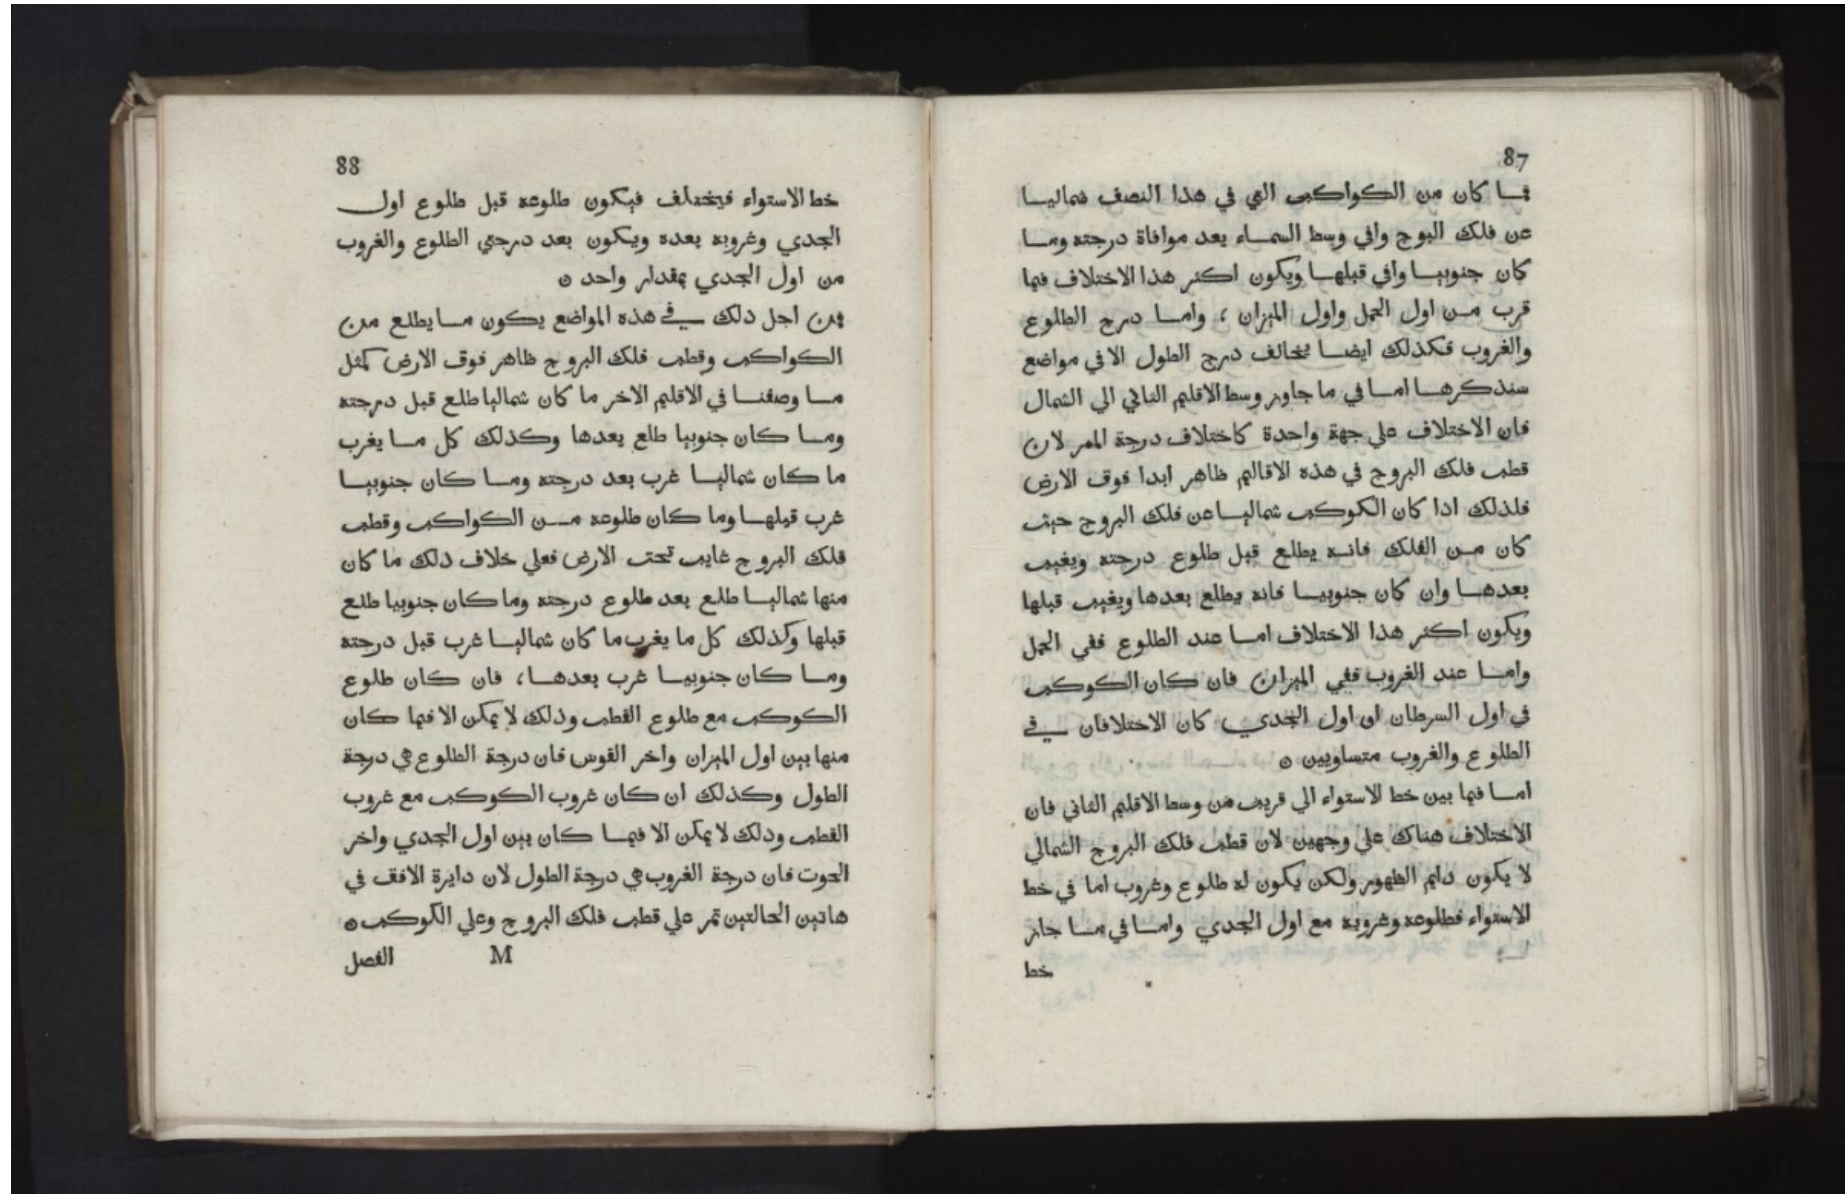 87
فما كان من الكواكب التي في هذا النصف شماليا
عن فلك البروج وافي وسط السماء بعد موافاة درجته وما
كان جنوبيا وافي قبلها ويكون اكثر هذا الاختلاف فيما
قرب من اول الحمل واول الميزان ، واما درج الطلوع
والغروب فكذلك ايضا يخالف درج الطول الا في مواضع
سنذكرها اما في ما جاوز وسط الاقليم الثاني الي الشمال
فان الاختلاف علي جهة واحدة كاختلاف درجة الممر لان
قطب فلك البروج في هذه الاقاليم ظاهر ابدا فوق الارض
فلذلك اذا كان الكوكب شماليا عن فلك البروج حيث
كان من الفلك فانه يطلع قبل طلوع درجته ويغيب
بعدها وان كان جنوبيا فانه يطلع بعدها ويغيب قبلها
ويكون اكثر هذا الاختلاف اما عند الطلوع ففي الحمل
واما عند الغروب ففي الميزان فان كان الكوكب
في اول السرطان او اول الجدي كان الاختلافان في
الطلوع والغروب متساويين ه
اما فيما بين خط الاستواء الي قريب من وسط الاقليم الثاني فان
الاختلاف هناك علي وجهين لان قطب فلك البروج الشمالي
لا يكون دايم الظهور ولكن يكون له طلوع وغروب اما في خط
الاستواء فطلوعه وغروبه مع اول الجدي واما في ما جاز
خط
88
خط الاستواء فيختلف فيكون طلوعه قبل طلوع اول
الجدي وغروبه بعده ويكون بعد درجتي الطلوع والغروب
من اول الجدي بمقدار واحد ه
فمن اجل ذلك في هذه المواضع يكون ما يطلع من
الكواكب وقطب فلك البروج ظاهر فوق الارض كمثل
ما وصفنا في الاقليم الاخر ما كان شماليا طلع قبل درجته
وما كان جنوبيا طلع بعدها وكذلك كل ما يغرب
ما كان شماليا غرب بعد درجته وما كان جنوبيا
غرب قبلها وما كان طلوعه من الكواكب وقطب
فلك البروج غايب تحت الارض فعلي خلاف ذلك ما كان
منها شماليا طلع بعد طلوع درجته وما كان جنوبيا طلع
قبلها وكذلك كل ما يغرب ما كان شماليا غرب قبل درجته
وما كان جنوبيا غرب بعدها ، فان كان طلوع
الكوكب مع طلوع القطب وذلك لا يمكن الا فيما كان
منها بين اول الميزان واخر القوس فان درجة الطلوع هي درجة
الطول وكذلك ان كان غروب الكوكب مع غروب
القطب وذلك لا يمكن الا فيما كان بين اول الجدي واخر
الحوت فان درجة الغروب هي درجة الطول لان دايرة الافق في
هاتين الحالتين تمر علي قطب فلك البروج وعلي الكوكب ه
M الفصل